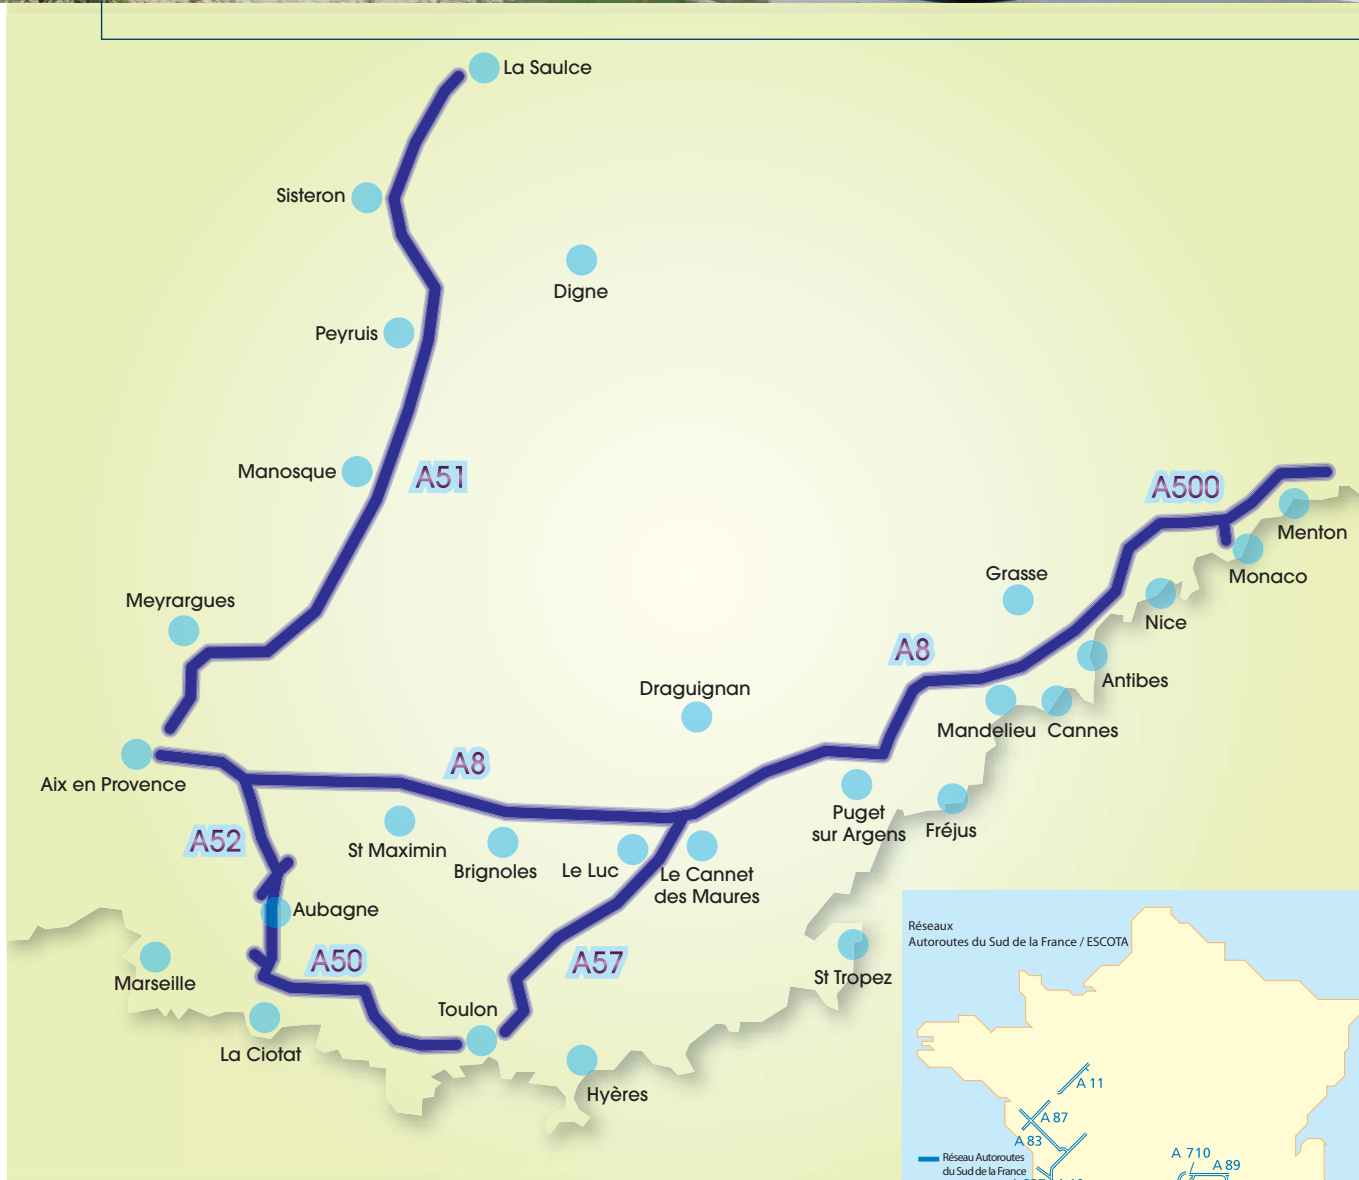 La Saulce
Sisteron
Digne
Peyruis
Manosque
A51
A500
Menton
Monaco
Grasse
Meyrargues
Nice
A8
Antibes
Draguignan
Mandelieu
Cannes
Aix en Provence
A8
Puget
sur Argens
Fréjus
A52
St Maximin
Brignoles
Le Luc
Le Cannet
des Maures
Aubagne
A50
A57
Marseille
St Tropez
Toulon
La Ciotat
Hyères
Réseaux
Autoroutes du Sud de la France / ESCOTA
A 11
A 87
A 83
A 710
A 89
Réseau Autoroutes
du Sud de la France